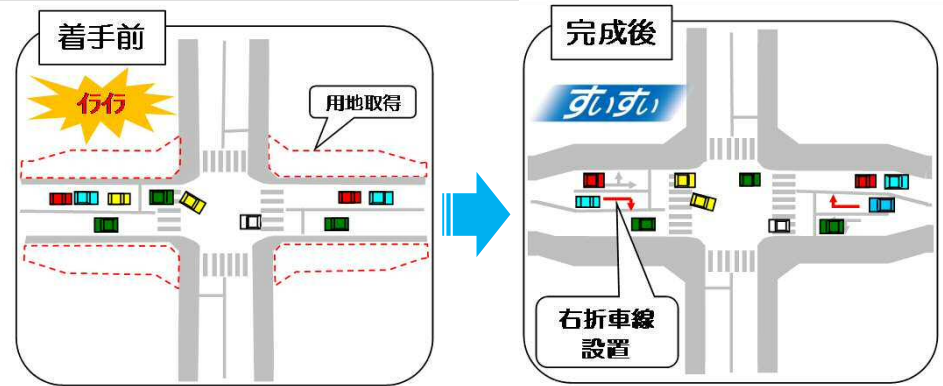 着手前
イライラ
用地取得
完成後
すいすい
右折車線
設置